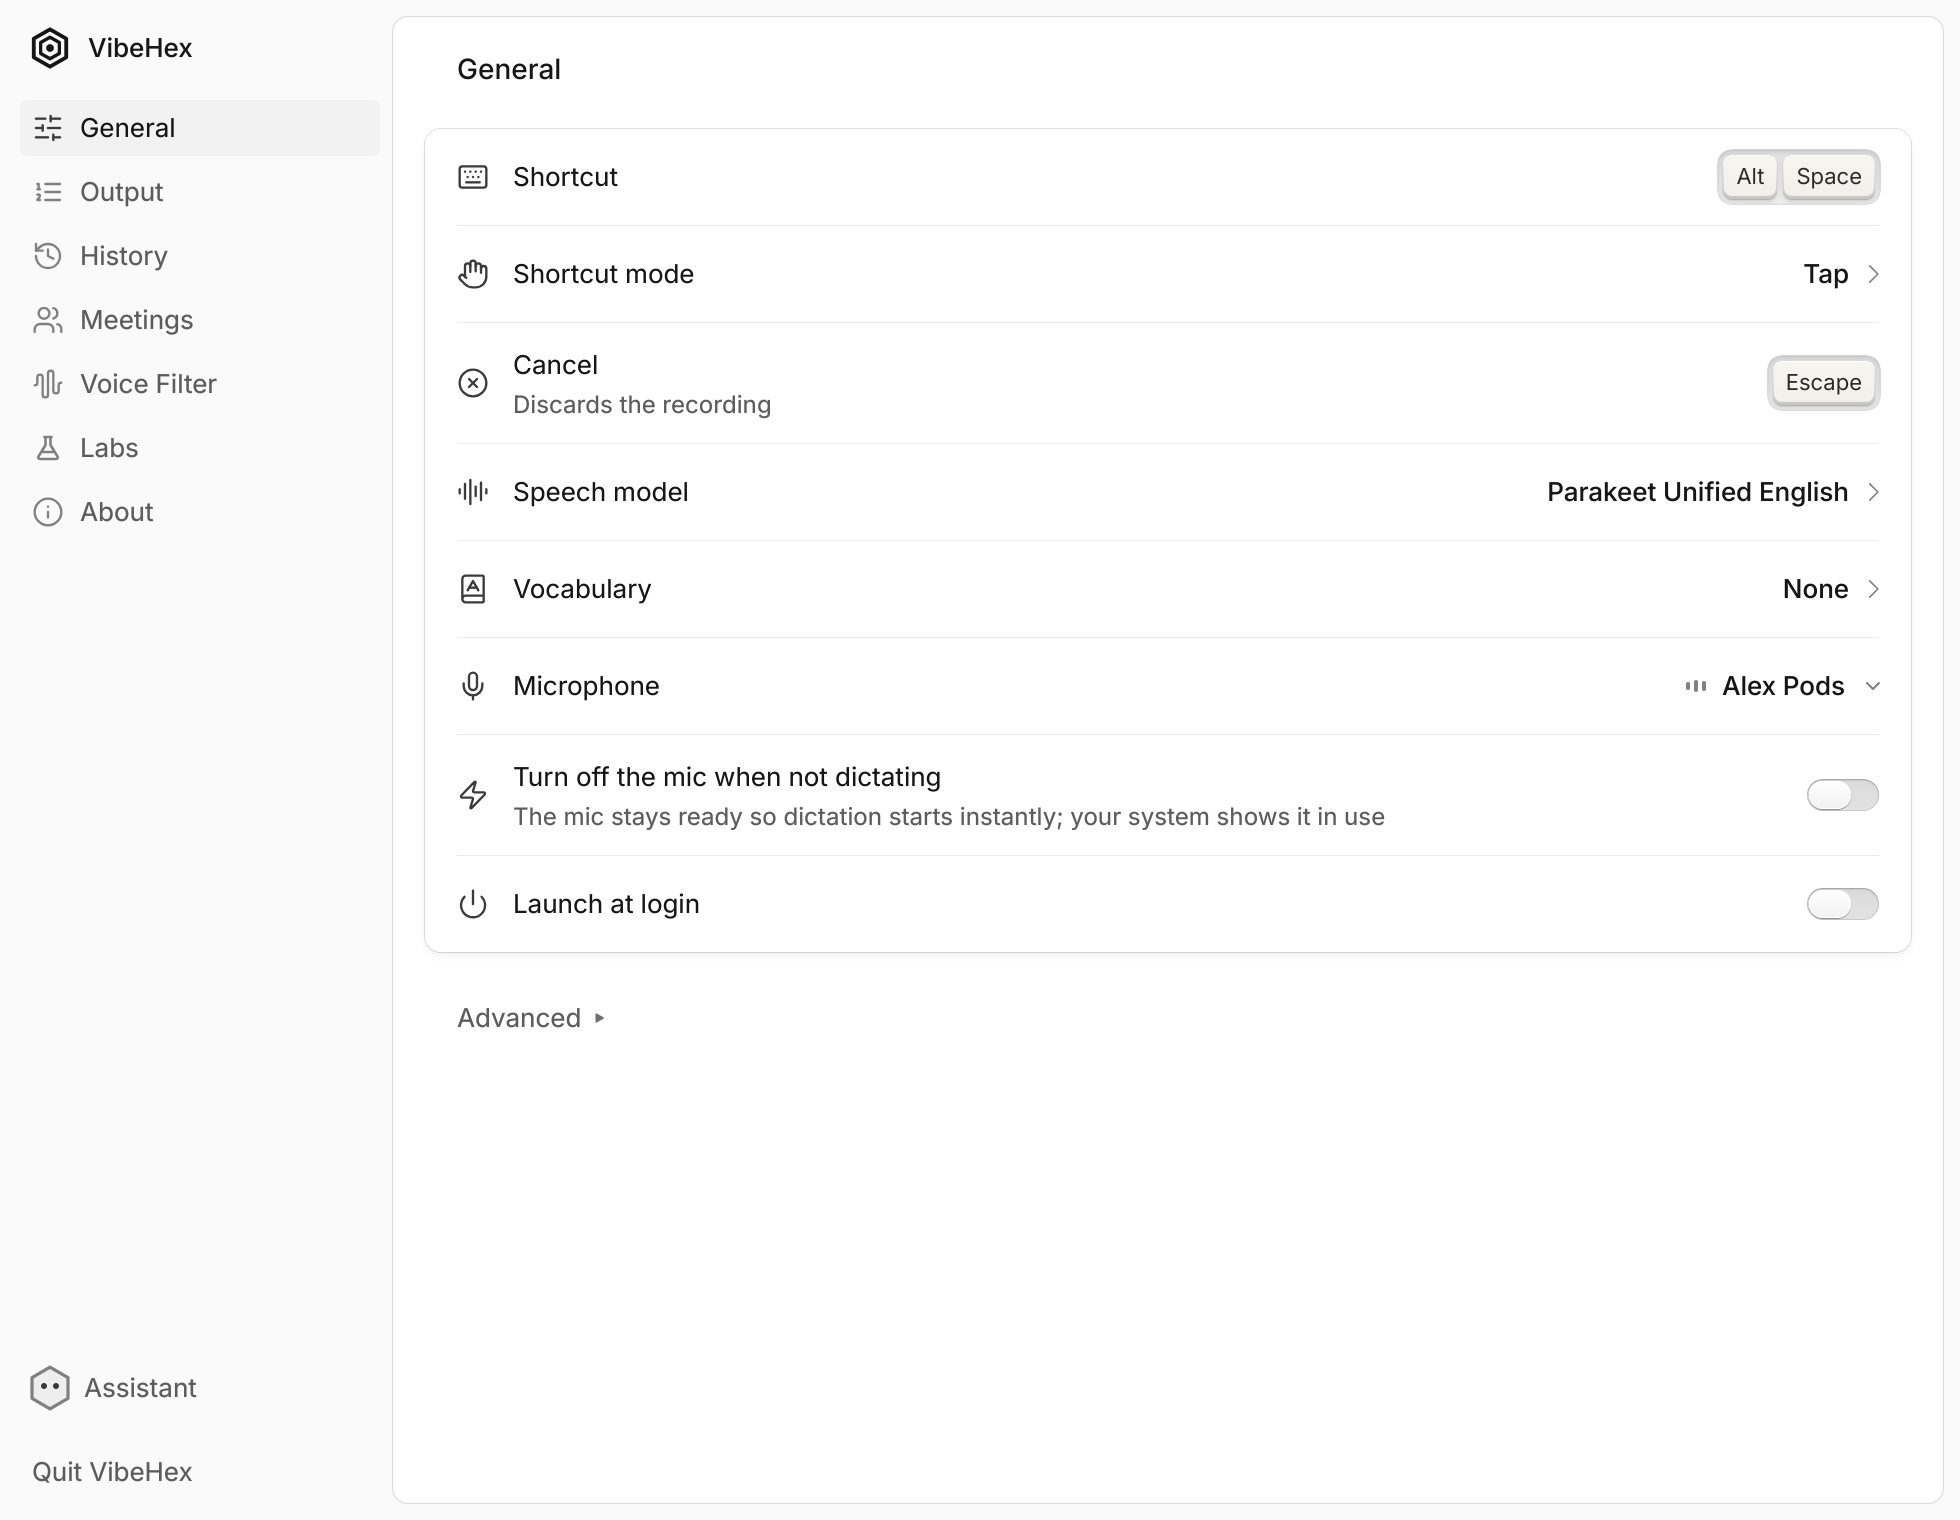 VibeHex
General
Output
History
Meetings
Voice Filter
Labs
About
Assistant
Quit VibeHex
General
Shortcut
Alt Space
Shortcut mode
Tap
Cancel
Discards the recording
Escape
Speech model
Parakeet Unified English
Vocabulary
None
Microphone
Alex Pods
Turn off the mic when not dictating
The mic stays ready so dictation starts instantly; your system shows it in use
Launch at login
Advanced